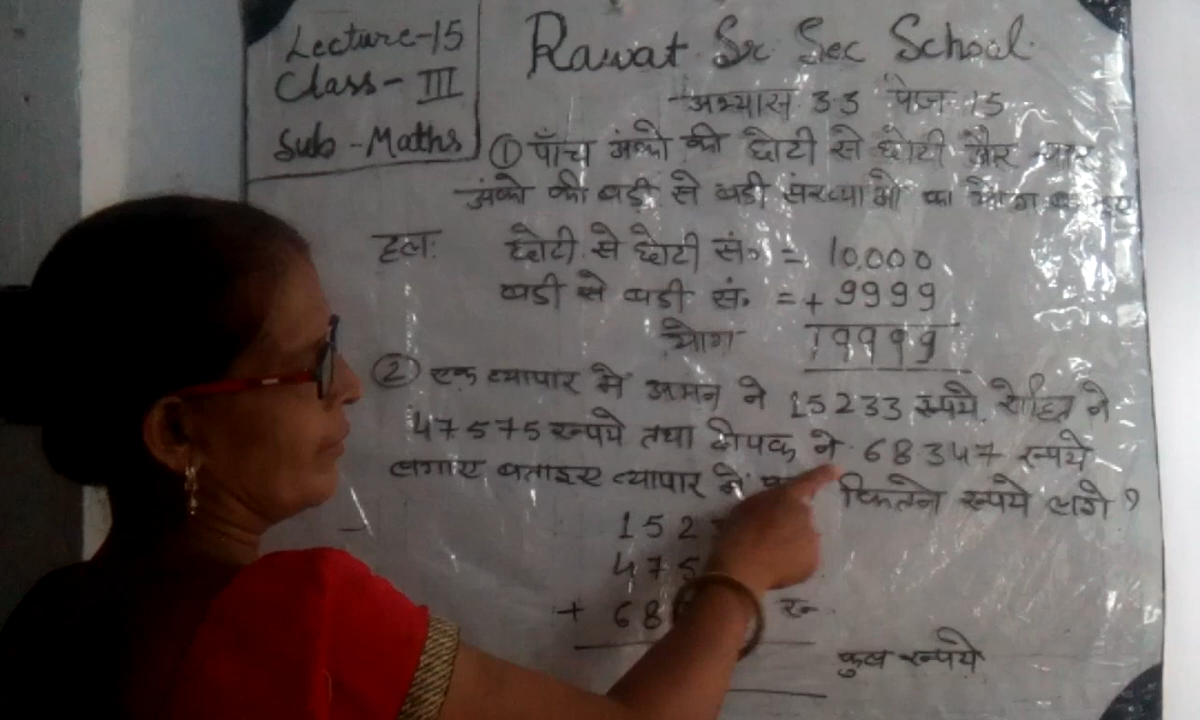 Lecture-15
Class- III
Sub - Maths
Rawat Sr Sec School
अभ्यास 3.3 पेज 15
① पाँच अंको की छोटी से छोटी और चार
अंको की बडी से बडी संख्याओ का योग
हल: छोटी से छोटी सं॰ = 10,000
बडी से बडी सं॰ = + 9999
योग 19999
② एक व्यापार मे अमन ने 15233 रूपये, रोहित ने
47575 रूपये तथा दीपक ने 68347 रूपये
लगाए बताइए व्यापार मे कितने रूपये लगे ?
152
475
+ 68 रू
कुल रूपये